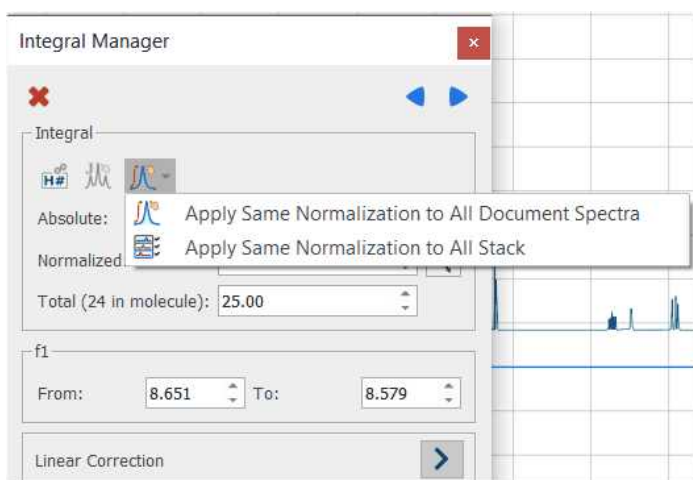 Integral Manager
Integral
H#
Absolute:
Apply Same Normalization to All Document Spectra
Normalized
Apply Same Normalization to All Stack
Total (24 in molecule): 25.00
f1
From: 8.651 To: 8.579
Linear Correction